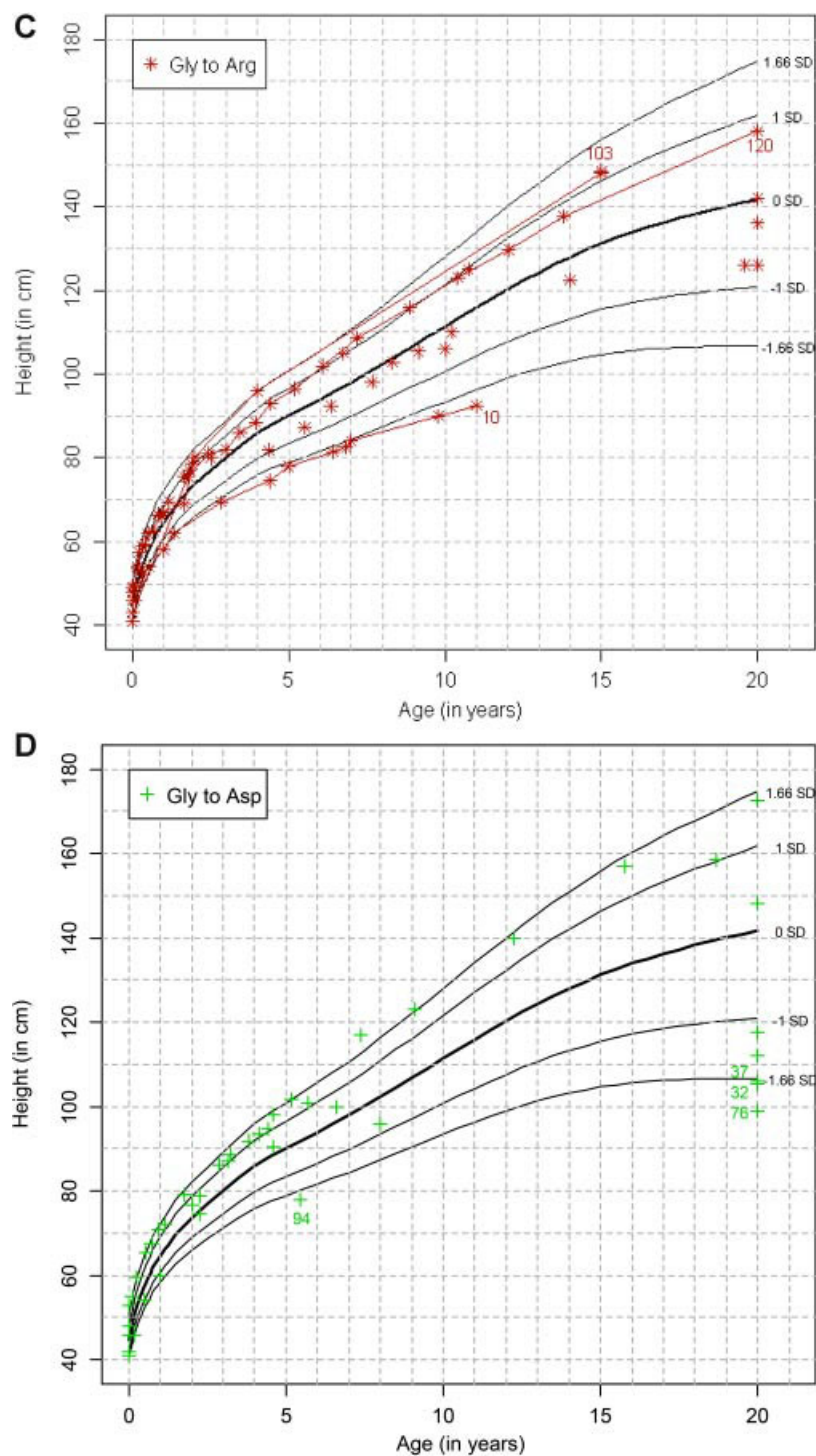 C
Gly to Arg
Height (in cm)
180
160
140
120
100
80
60
40
1.66 SD
1 SD
0 SD
-1 SD
-1.66 SD
103
120
10
0
5
10
15
20
Age (in years)
D
Gly to Asp
Height (in cm)
180
160
140
120
100
80
60
40
1.66 SD
1 SD
0 SD
-1 SD
1.66 SD
37
32
76
94
0
5
10
15
20
Age (in years)